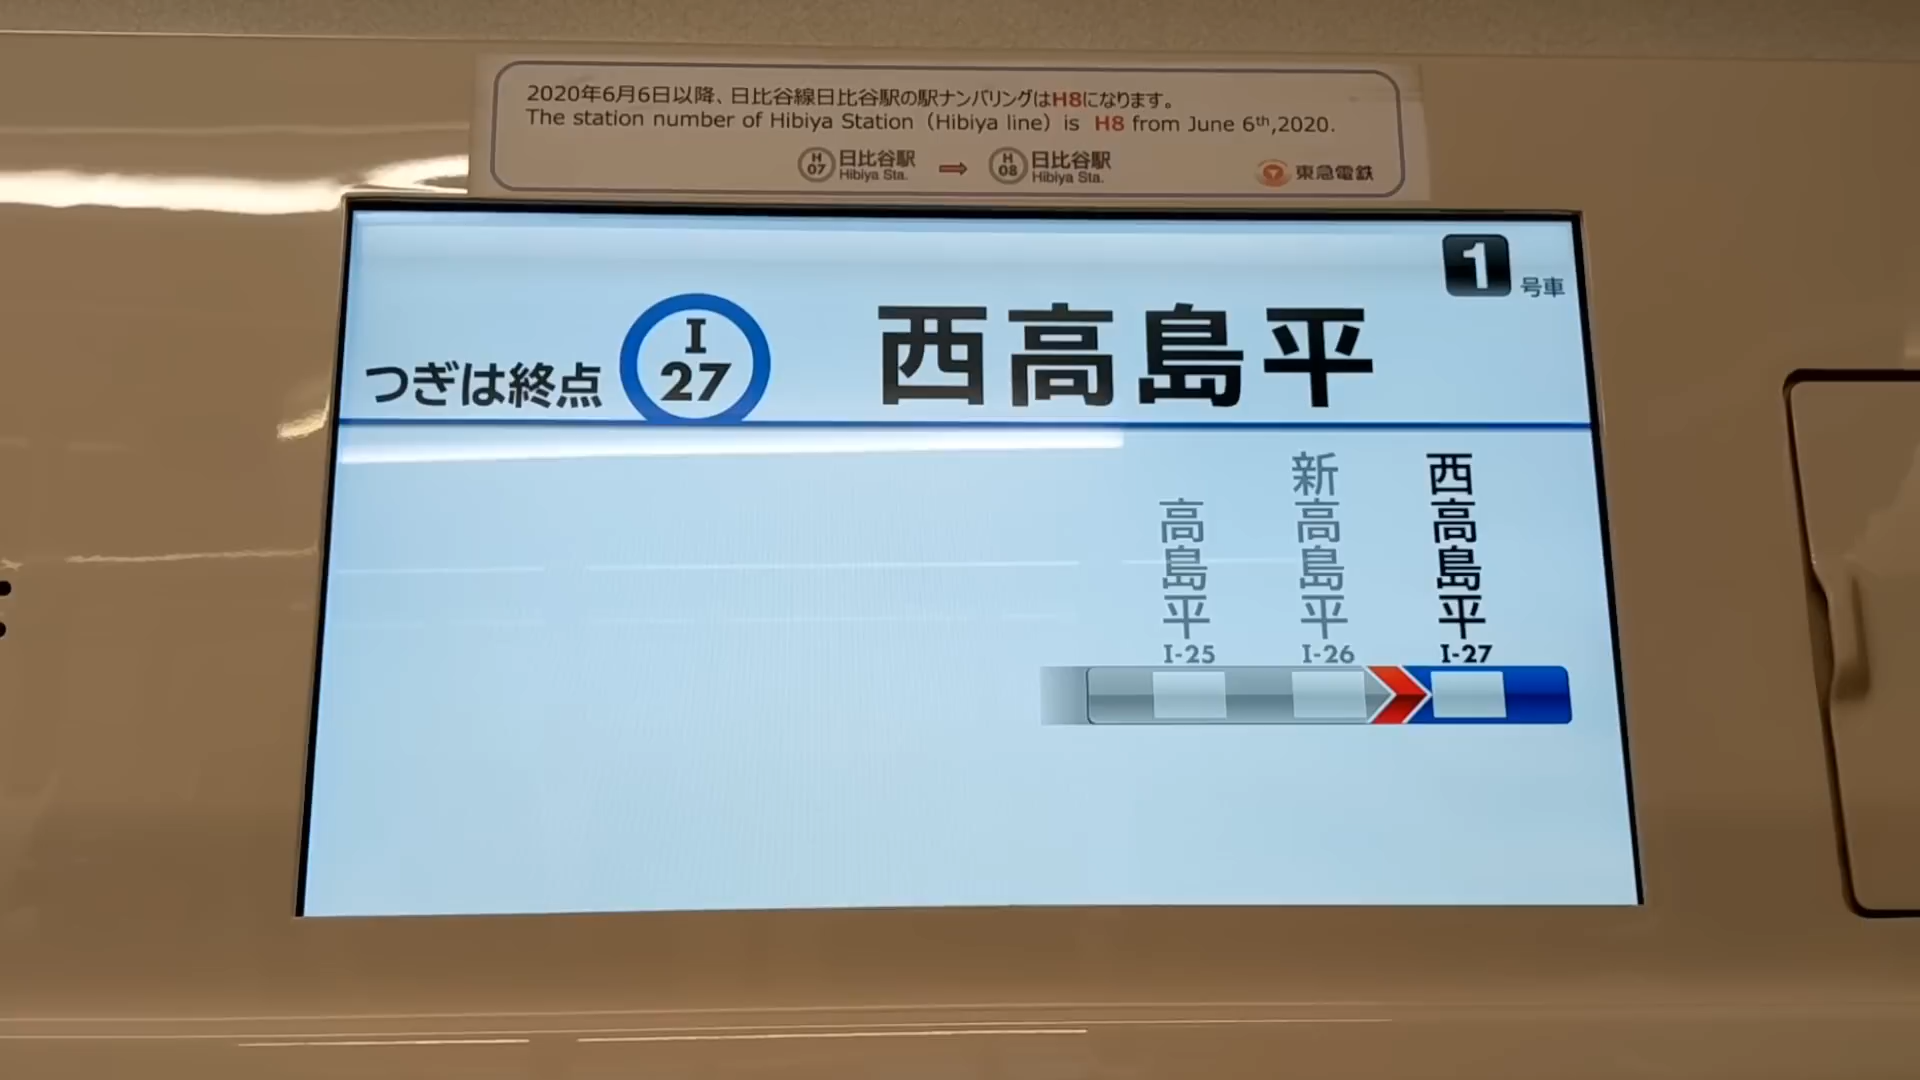 2020年6月6日以降、日比谷線日比谷駅の駅ナンバリングはH8になります。
The station number of Hibiya Station（Hibiya line）is H8 from June 6th,2020.
H 07 日比谷駅 Hibiya Sta. ⇒ H 08 日比谷駅 Hibiya Sta. 東急電鉄
1号車
つぎは終点 I 27 西高島平
高島平 新高島平 西高島平
I-25 I-26 I-27